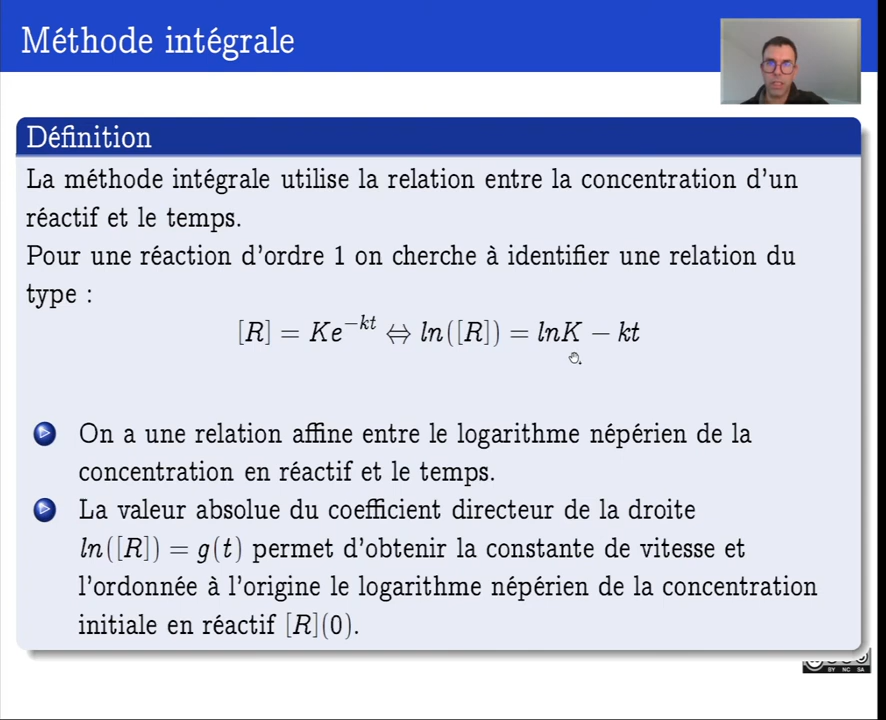 Méthode intégrale
Définition
La méthode intégrale utilise la relation entre la concentration d'un
réactif et le temps.
Pour une réaction d'ordre 1 on cherche à identifier une relation du
type :
[R] = Ke^{-kt} ⇔ ln([R]) = lnK − kt
On a une relation affine entre le logarithme népérien de la
concentration en réactif et le temps.
La valeur absolue du coefficient directeur de la droite
ln([R]) = g(t) permet d'obtenir la constante de vitesse et
l'ordonnée à l'origine le logarithme népérien de la concentration
initiale en réactif [R](0).
BY NC SA